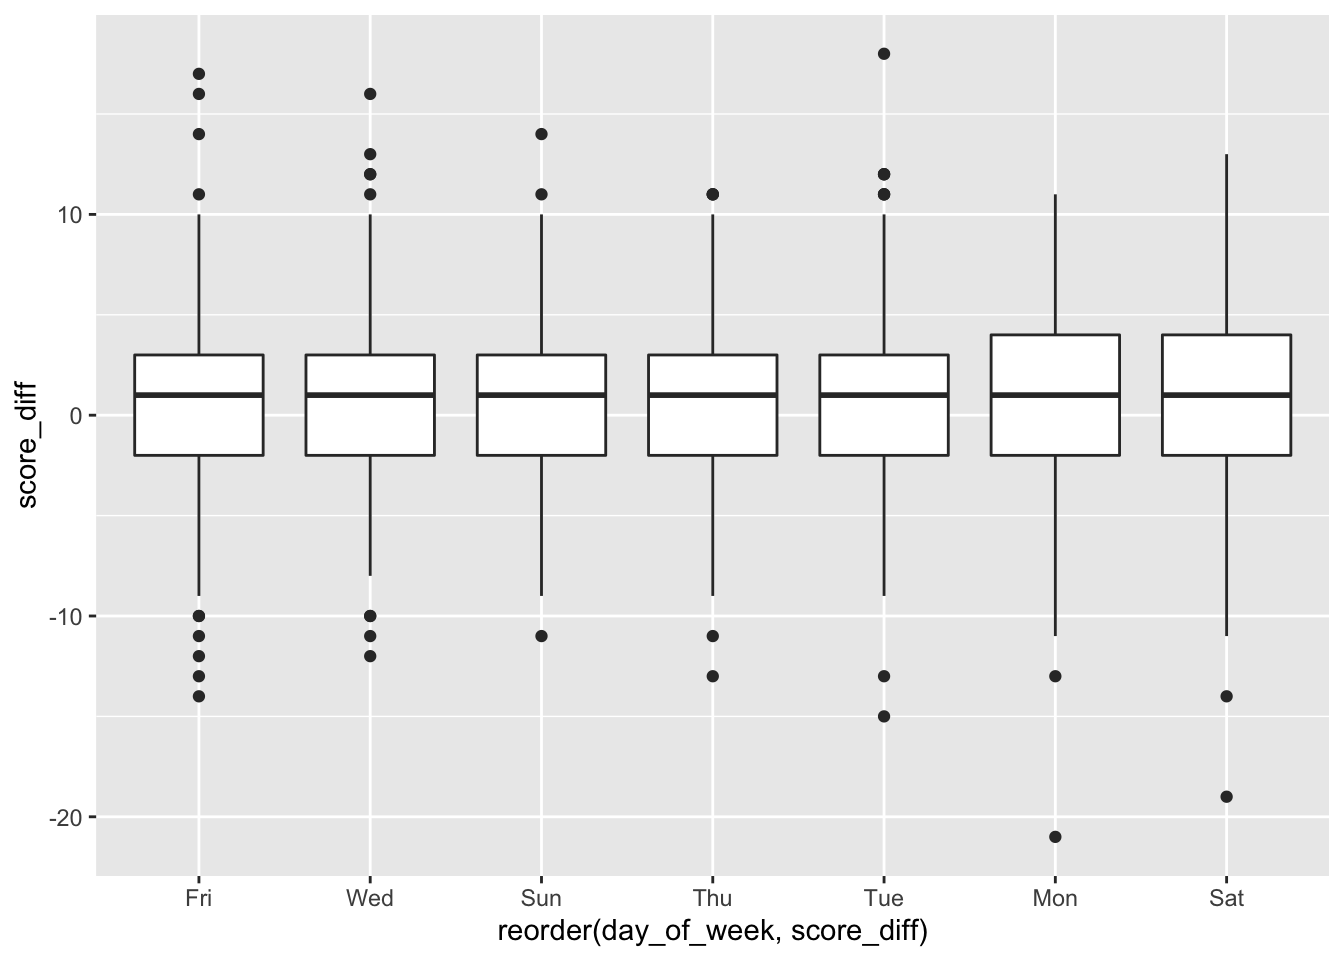 score_diff
10
0
-10
-20
Fri Wed Sun Thu Tue Mon Sat
reorder(day_of_week, score_diff)